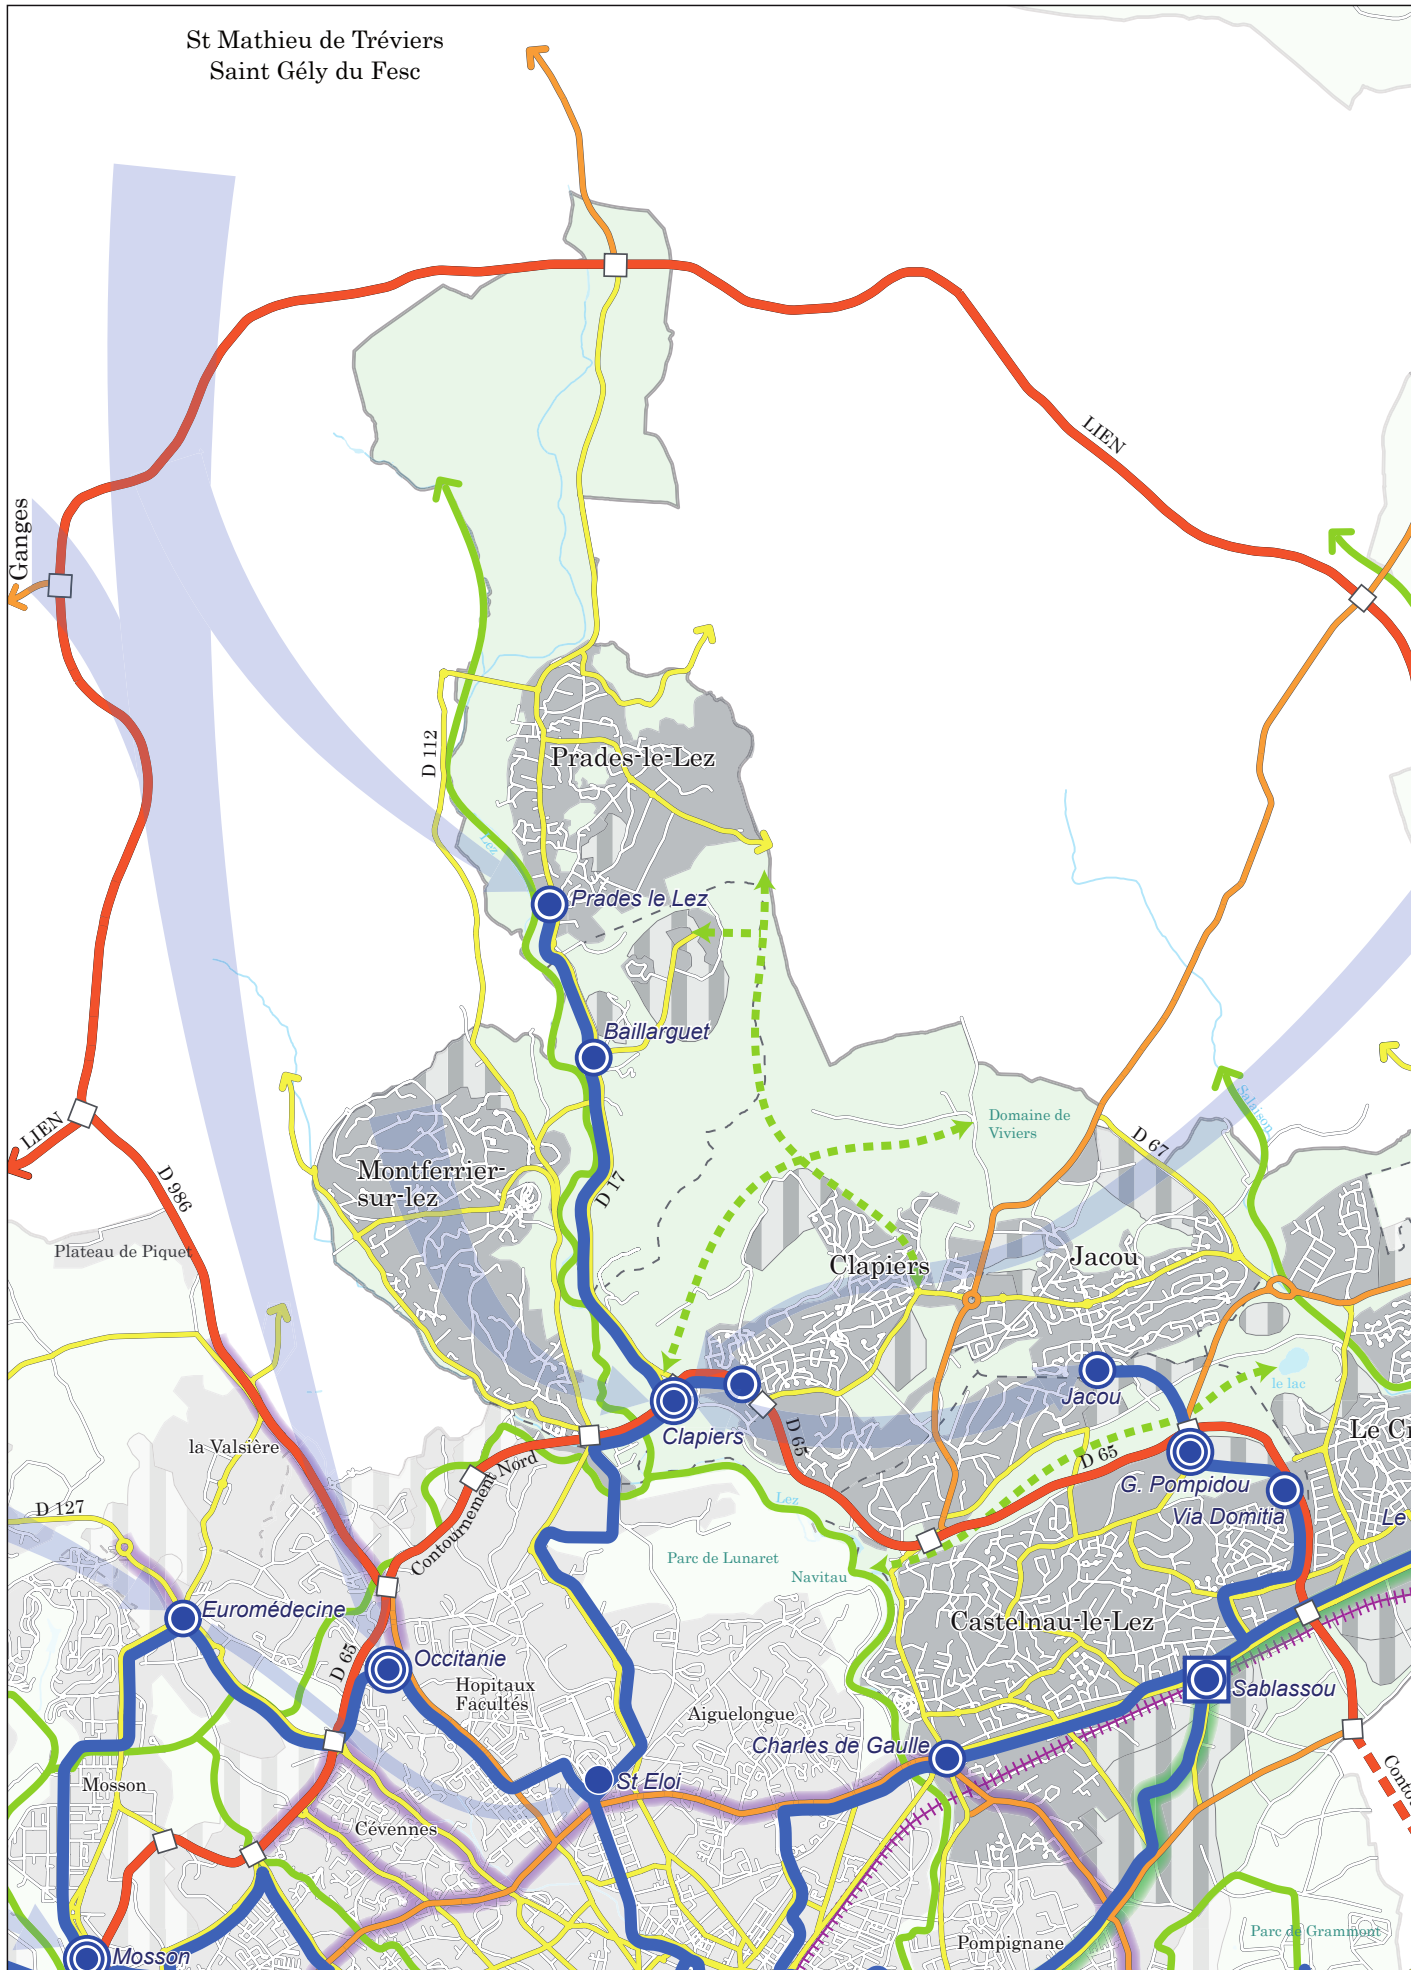 St Mathieu de Tréviers
Saint Gély du Fesc
LIEN
Ganges
D 112
Prades-le-Lez
Lez
Prades le Lez
Baillarguet
Domaine de
Viviers
Salaison
D 67
LIEN
D 986
Montferrier-
sur-lez
D 17
Plateau de Piquet
Clapiers
Jacou
Jacou
le lac
Clapiers
D 65
Le Cr
la Valsière
Contournement Nord
D 65
G. Pompidou
Via Domitia
Le
D 127
Lez
Parc de Lunaret
Navitau
Euromédecine
Castelnau-le-Lez
D 65
Occitanie
Hopitaux
Facultés
Sablassou
Aiguelongue
Charles de Gaulle
St Eloi
Mosson
Conto
Cévennes
Parc de Grammont
Pompignane
Mosson